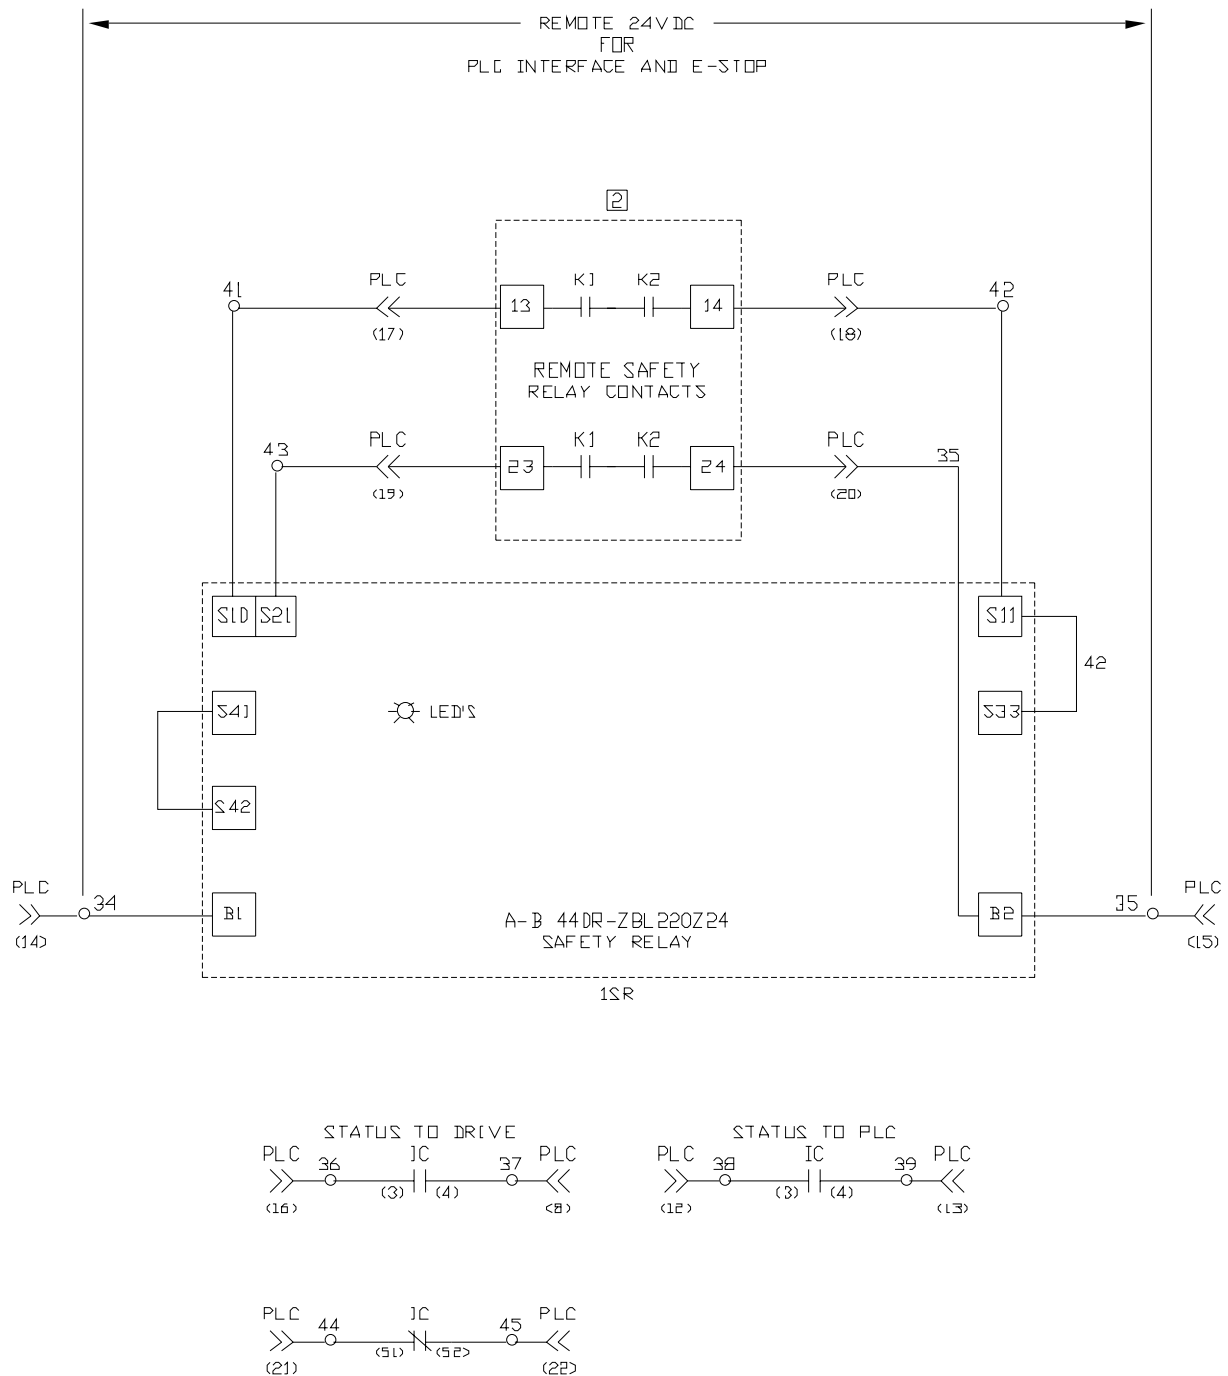 REMOTE 24VDC
FOR
PLC INTERFACE AND E-STOP
2
41
PLC
(17)
13
K1
K2
14
PLC
(18)
42
REMOTE SAFETY
RELAY CONTACTS
43
PLC
(19)
23
K1
K2
24
PLC
(20)
35
S10
S21
S11
42
S41
LED'S
S33
S42
PLC
(14)
34
B1
A-B 44DR-ZBL220Z24
SAFETY RELAY
B2
35
PLC
(15)
1SR
STATUS TO DRIVE
PLC
(16)
36
1C
(3)
(4)
37
PLC
(8)
STATUS TO PLC
PLC
(12)
38
1C
(3)
(4)
39
PLC
(13)
PLC
(21)
44
1C
(51)
(52)
45
PLC
(22)